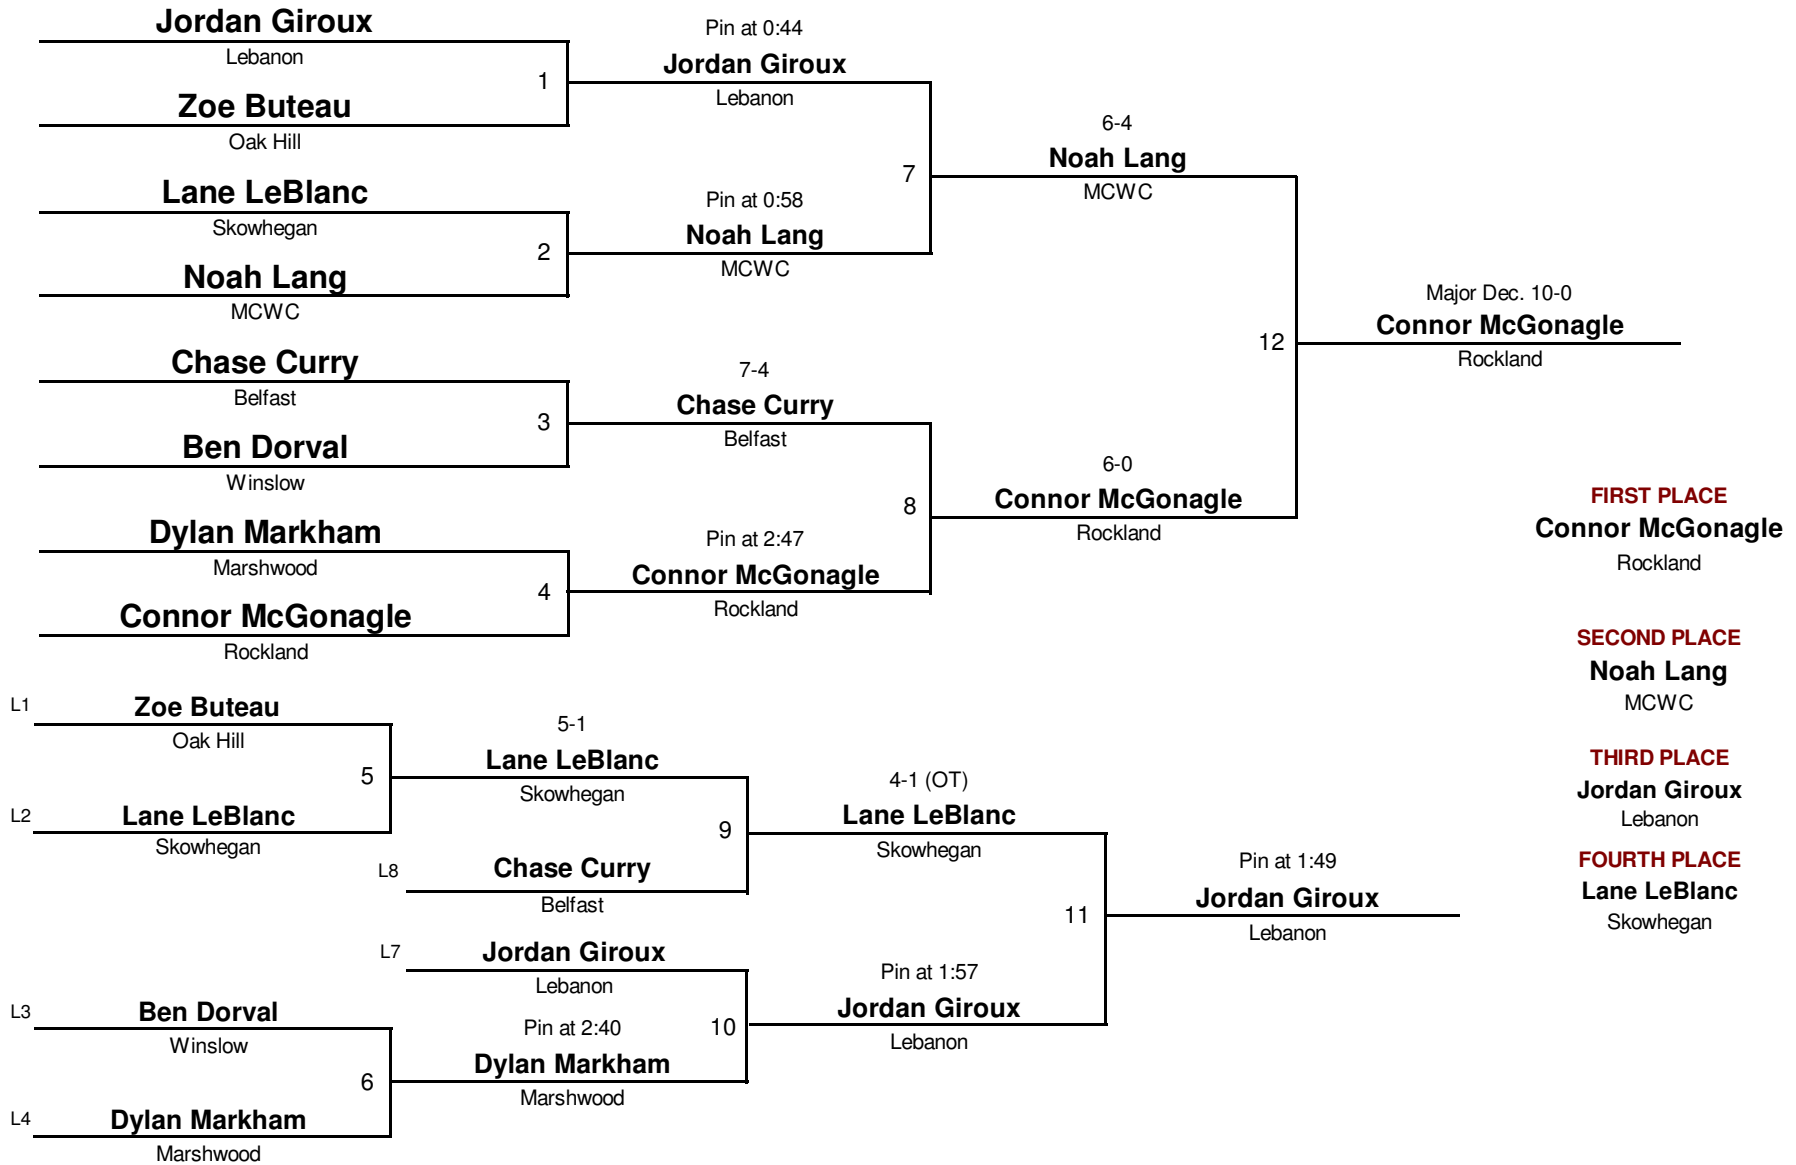 Jordan Giroux
Lebanon
1
Zoe Buteau
Oak Hill
Pin at 0:44
Jordan Giroux
Lebanon
Lane LeBlanc
Skowhegan
2
Noah Lang
MCWC
Pin at 0:58
Noah Lang
MCWC
7
6-4
Noah Lang
MCWC
Chase Curry
Belfast
3
Ben Dorval
Winslow
7-4
Chase Curry
Belfast
Dylan Markham
Marshwood
4
Connor McGonagle
Rockland
Pin at 2:47
Connor McGonagle
Rockland
8
6-0
Connor McGonagle
Rockland
12
Major Dec. 10-0
Connor McGonagle
Rockland
FIRST PLACE
Connor McGonagle
Rockland
SECOND PLACE
Noah Lang
MCWC
THIRD PLACE
Jordan Giroux
Lebanon
FOURTH PLACE
Lane LeBlanc
Skowhegan
L1
Zoe Buteau
Oak Hill
5
L2
Lane LeBlanc
Skowhegan
5-1
Lane LeBlanc
Skowhegan
9
L8
Chase Curry
Belfast
4-1 (OT)
Lane LeBlanc
Skowhegan
L7
Jordan Giroux
Lebanon
10
L3
Ben Dorval
Winslow
6
L4
Dylan Markham
Marshwood
Pin at 2:40
Dylan Markham
Marshwood
Pin at 1:57
Jordan Giroux
Lebanon
11
Pin at 1:49
Jordan Giroux
Lebanon